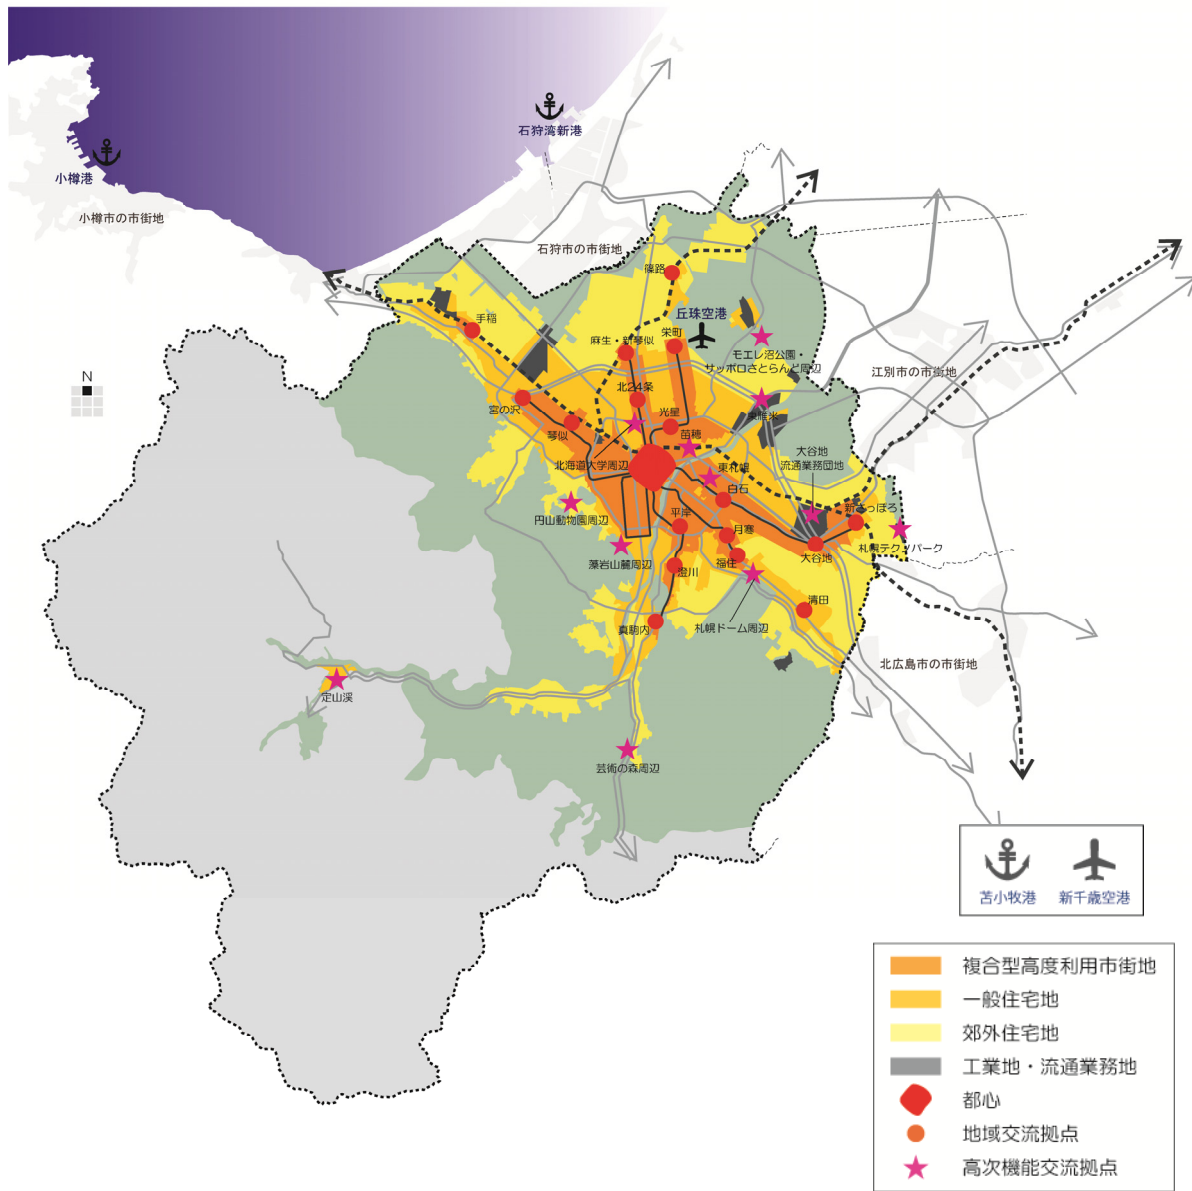 石狩湾新港
小樽港
小樽市の市街地
石狩市の市街地
篠路
丘珠空港
手稲
麻生・新琴似
栄町
モエレ沼公園・
サッポロさとらんど周辺
江別市の市街地
N
北24条
宮の沢
光星
東雁来
琴似
苗穂
大谷地
流通業務団地
北海道大学周辺
東札幌
白石
円山動物園周辺
平岸
新さっぽろ
月寒
札幌テクノパーク
藻岩山麓周辺
福住
大谷地
澄川
清田
真駒内
札幌ドーム周辺
北広島市の市街地
定山渓
芸術の森周辺
苫小牧港
新千歳空港
複合型高度利用市街地
一般住宅地
郊外住宅地
工業地・流通業務地
都心
地域交流拠点
高次機能交流拠点